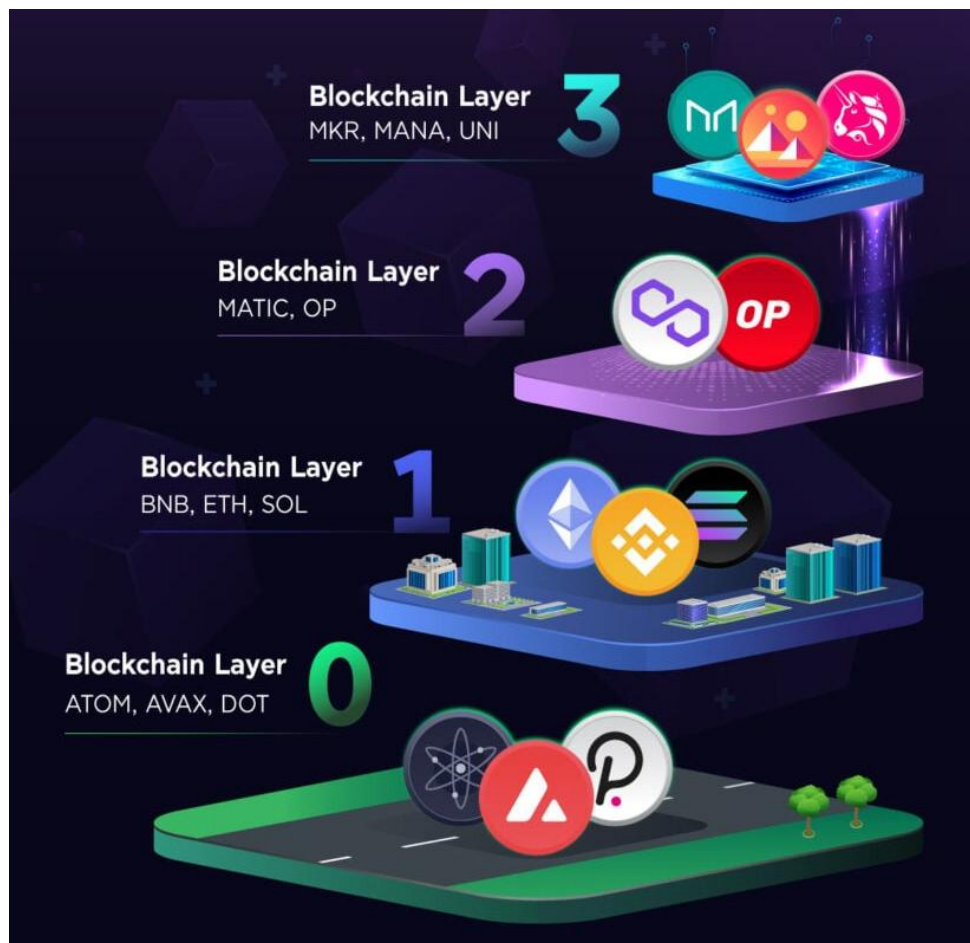 Blockchain Layer 3
MKR, MANA, UNI
Blockchain Layer 2
MATIC, OP
OP
Blockchain Layer 1
BNB, ETH, SOL
Blockchain Layer 0
ATOM, AVAX, DOT